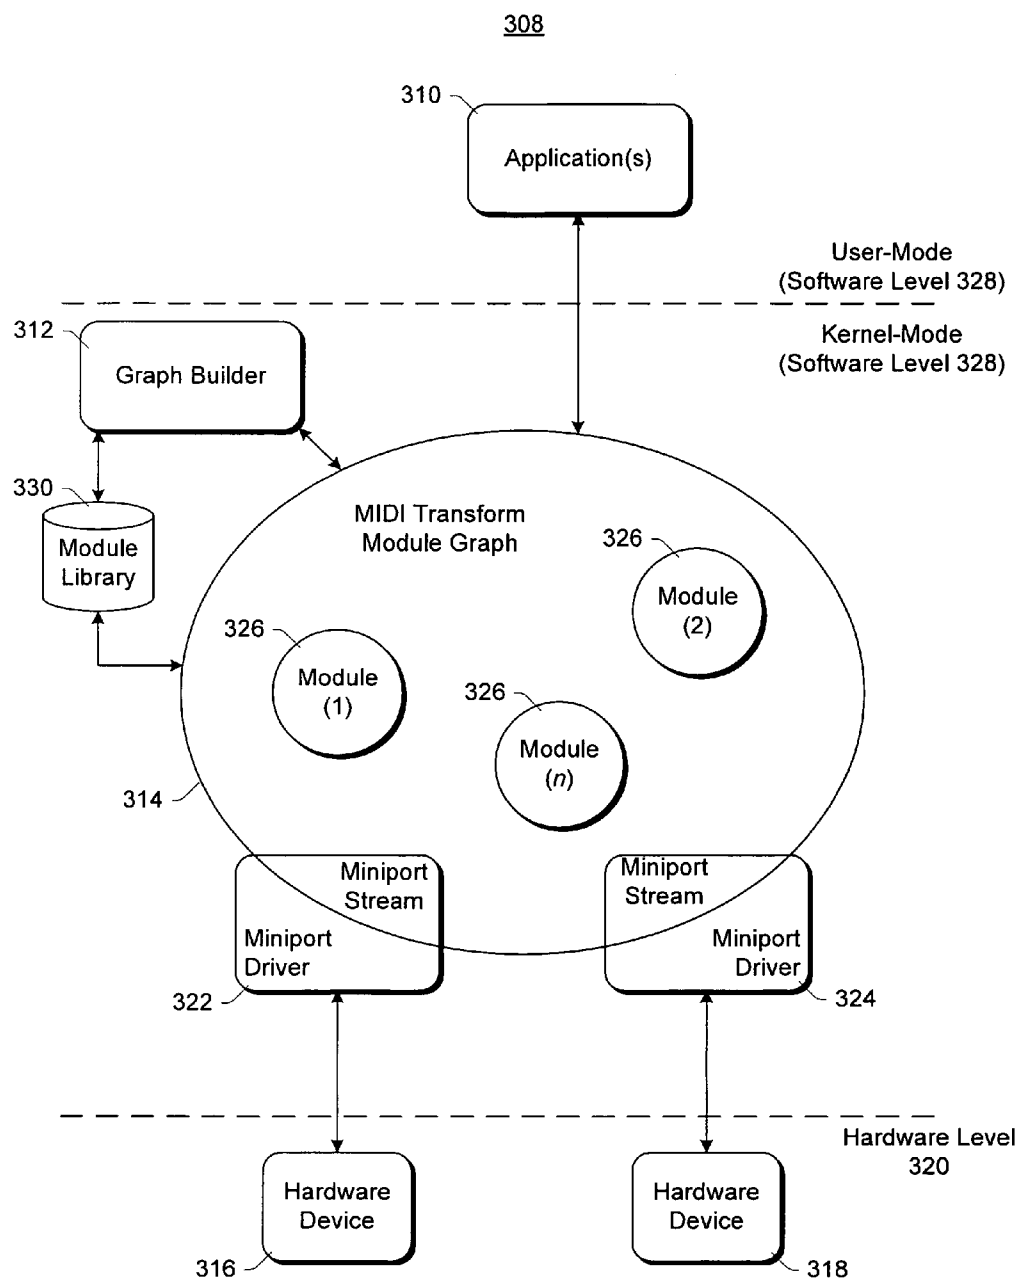 308
310
Application(s)
User-Mode
(Software Level 328)
Kernel-Mode
(Software Level 328)
312
Graph Builder
330
Module
Library
MIDI Transform
Module Graph
326
Module
(2)
326
Module
(1)
326
Module
(n)
314
Miniport
Stream
Miniport
Driver
322
Miniport
Stream
Miniport
Driver
324
Hardware Level
320
Hardware
Device
316
Hardware
Device
318